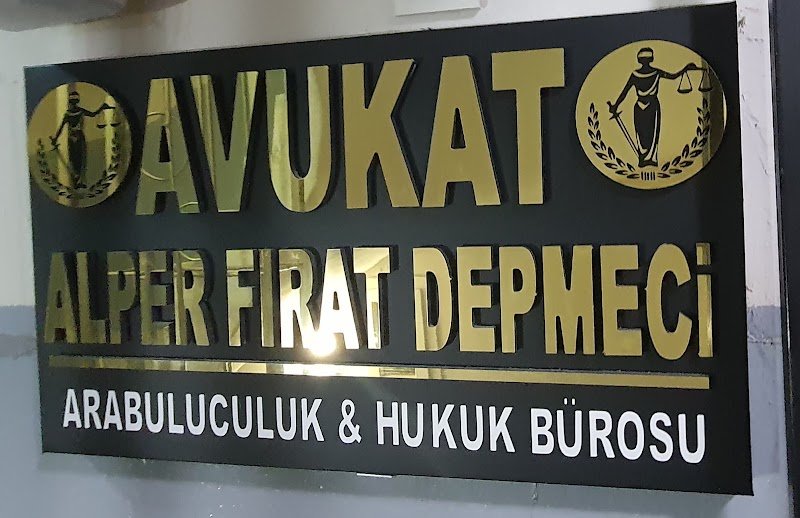 AVUKAT
ALPER FIRAT DEPMECİ
ARABULUCULUK & HUKUK BÜROSU